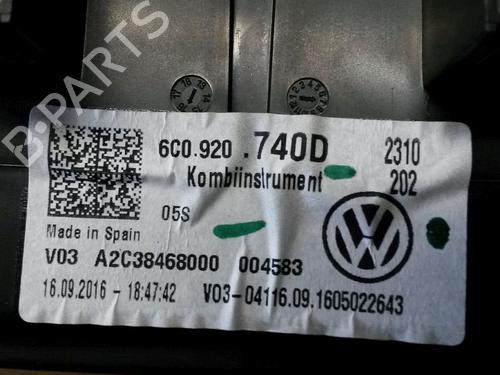 B-PARTS
6C0.920 .740D 2310
Kombiinstrument 202
05S
Made in Spain
V03 A2C38468000 004583
16.09.2016 - 18:47:42 V03-04116.09.1605022643